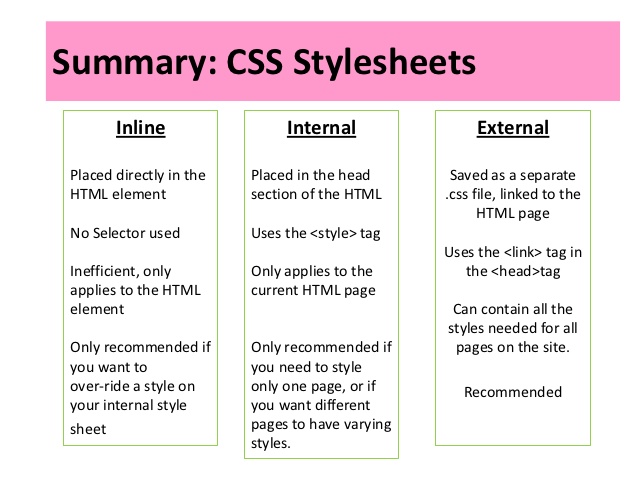 Summary: CSS Stylesheets
Inline
Placed directly in the
HTML element
No Selector used
Inefficient, only
applies to the HTML
element
Only recommended if
you want to
over-ride a style on
your internal style
sheet
Internal
Placed in the head
section of the HTML
Uses the <style> tag
Only applies to the
current HTML page
Only recommended if
you need to style
only one page, or if
you want different
pages to have varying
styles.
External
Saved as a separate
.css file, linked to the
HTML page
Uses the <link> tag in
the <head>tag
Can contain all the
styles needed for all
pages on the site.
Recommended